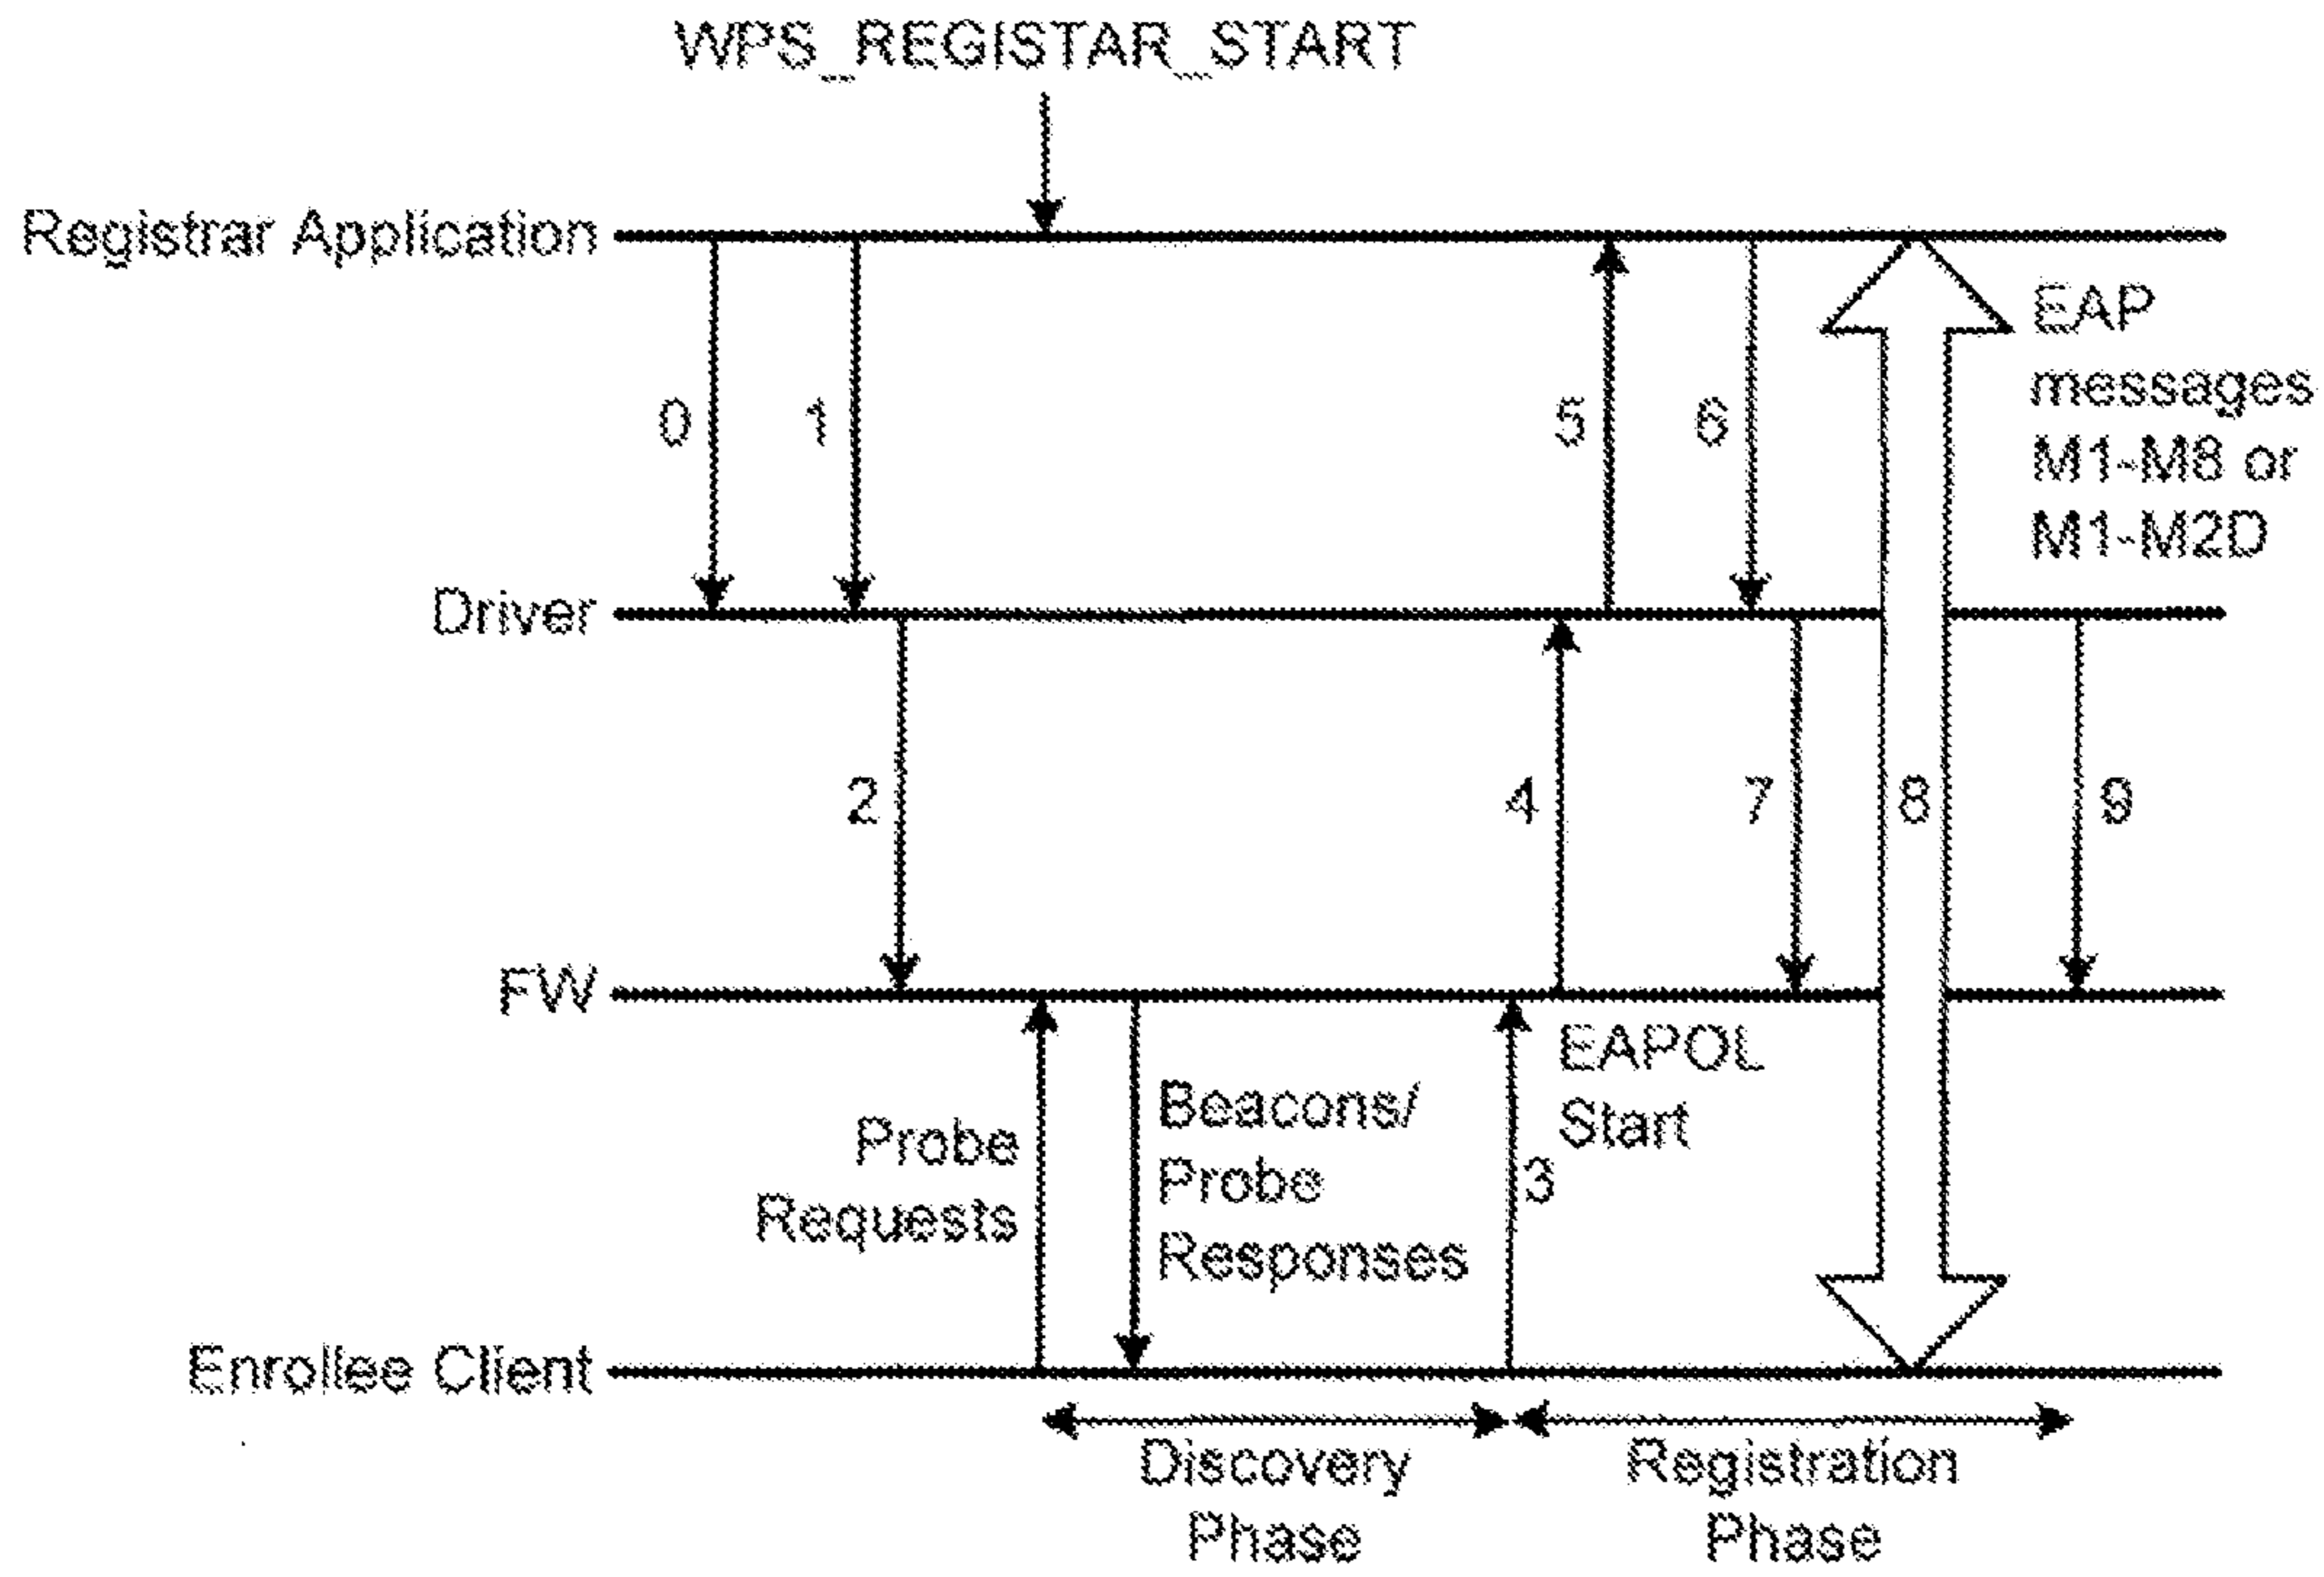 WPS_REGISTAR_START
Registrar Application
0
1
5
6
EAP
messages
M1-M8 or
M1-M2D
Driver
2
4
7
8
9
FW
Probe
Requests
Beacons/
Probe
Responses
3
EAPOL
Start
Enrollee Client
Discovery
Phase
Registration
Phase